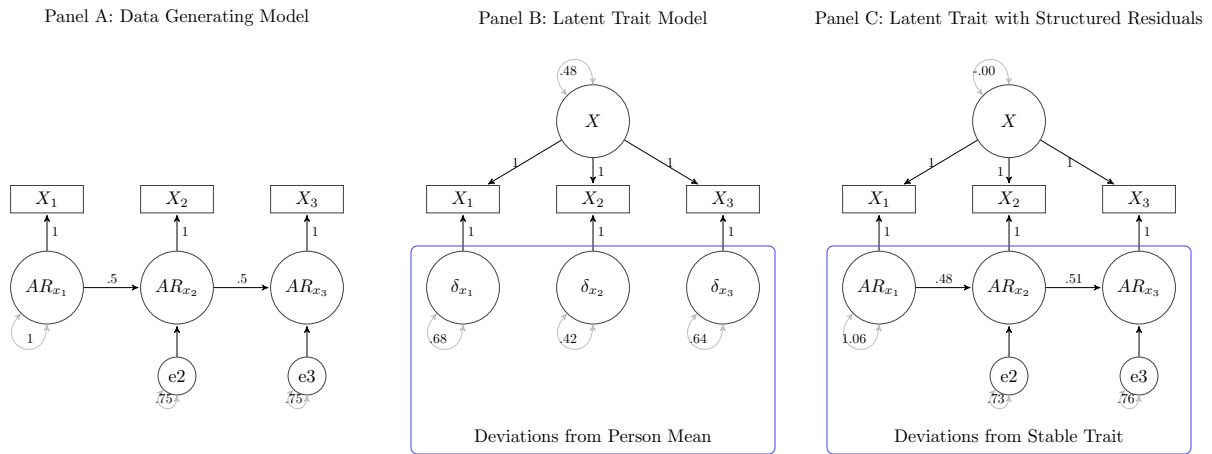 Panel A: Data Generating Model
Panel B: Latent Trait Model
Panel C: Latent Trait with Structured Residuals
X1
X2
X3
1
1
1
ARx1
.5
ARx2
.5
ARx3
1
e2
.75
e3
.75
.48
X
1
1
1
X1
X2
X3
1
1
1
δx1
δx2
δx3
.68
.42
.64
Deviations from Person Mean
-.00
X
1
1
1
X1
X2
X3
1
1
1
ARx1
.48
ARx2
.51
ARx3
1.06
e2
.73
e3
.76
Deviations from Stable Trait